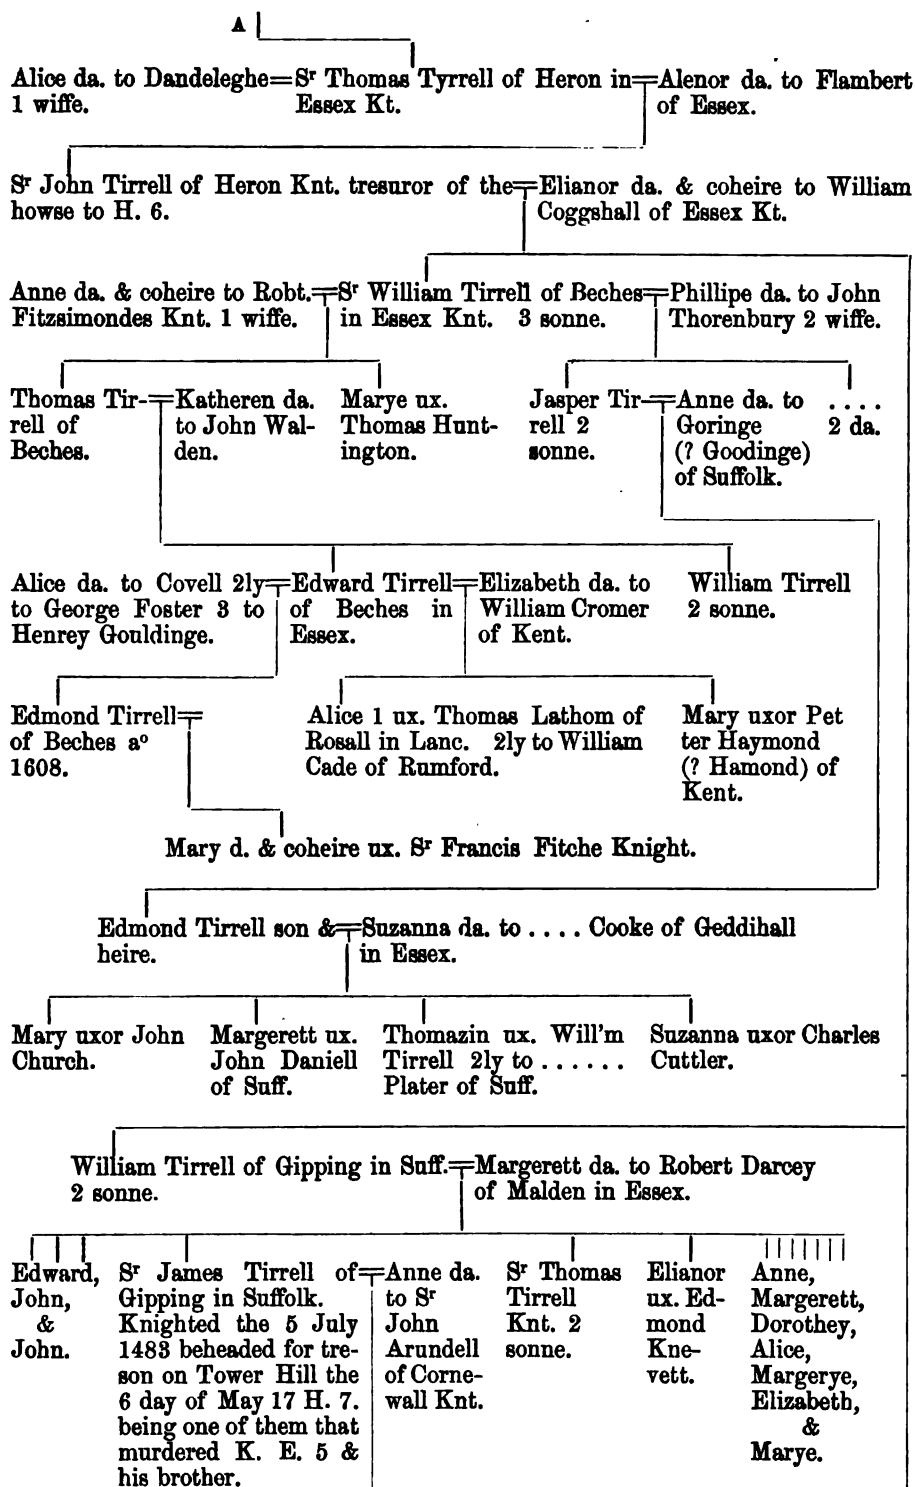 A
Alice da. to Dandeleghe=Sʳ Thomas Tyrrell of Heron in=Alenor da. to Flambert
1 wiffe. Essex Kt. of Essex.
Sʳ John Tirrell of Heron Knt. tresuror of the=Elianor da. & coheire to William
howse to H. 6. Coggshall of Essex Kt.
Anne da. & coheire to Robt.=Sʳ William Tirrell of Beches=Phillipe da. to John
Fitzsimondes Knt. 1 wiffe. in Essex Knt. 3 sonne. Thorenbury 2 wiffe.
Thomas Tir-=Katheren da.
rell of to John Wal-
Beches. den.
Marye ux.
Thomas Hunt-
ington.
Jasper Tir-=Anne da. to
rell 2 Goringe
sonne. (? Goodinge)
of Suffolk.
. . . .
2 da.
Alice da. to Covell 2ly=Edward Tirrell=Elizabeth da. to
to George Foster 3 to of Beches in William Cromer
Henrey Gouldinge. Essex. of Kent.
William Tirrell
2 sonne.
Edmond Tirrell=
of Beches aº
1608.
Alice 1 ux. Thomas Lathom of
Rosall in Lanc. 2ly to William
Cade of Rumford.
Mary uxor Pet
ter Haymond
(? Hamond) of
Kent.
Mary d. & coheire ux. Sʳ Francis Fitche Knight.
Edmond Tirrell son &=Suzanna da. to . . . . Cooke of Geddihall
heire. in Essex.
Mary uxor John
Church.
Margerett ux.
John Daniell
of Suff.
Thomazin ux. Will'm
Tirrell 2ly to . . . . . .
Plater of Suff.
Suzanna uxor Charles
Cuttler.
William Tirrell of Gipping in Suff.=Margerett da. to Robert Darcey
2 sonne. of Malden in Essex.
Edward,
John,
&
John.
Sʳ James Tirrell of=
Gipping in Suffolk.
Knighted the 5 July
1483 beheaded for tre-
son on Tower Hill the
6 day of May 17 H. 7.
being one of them that
murdered K. E. 5 &
his brother.
Anne da.
to Sʳ
John
Arundell
of Corne-
wall Knt.
Sʳ Thomas
Tirrell
Knt. 2
sonne.
Elianor
ux. Ed-
mond
Kne-
vett.
Anne,
Margerett,
Dorothey,
Alice,
Margerye,
Elizabeth,
&
Marye.